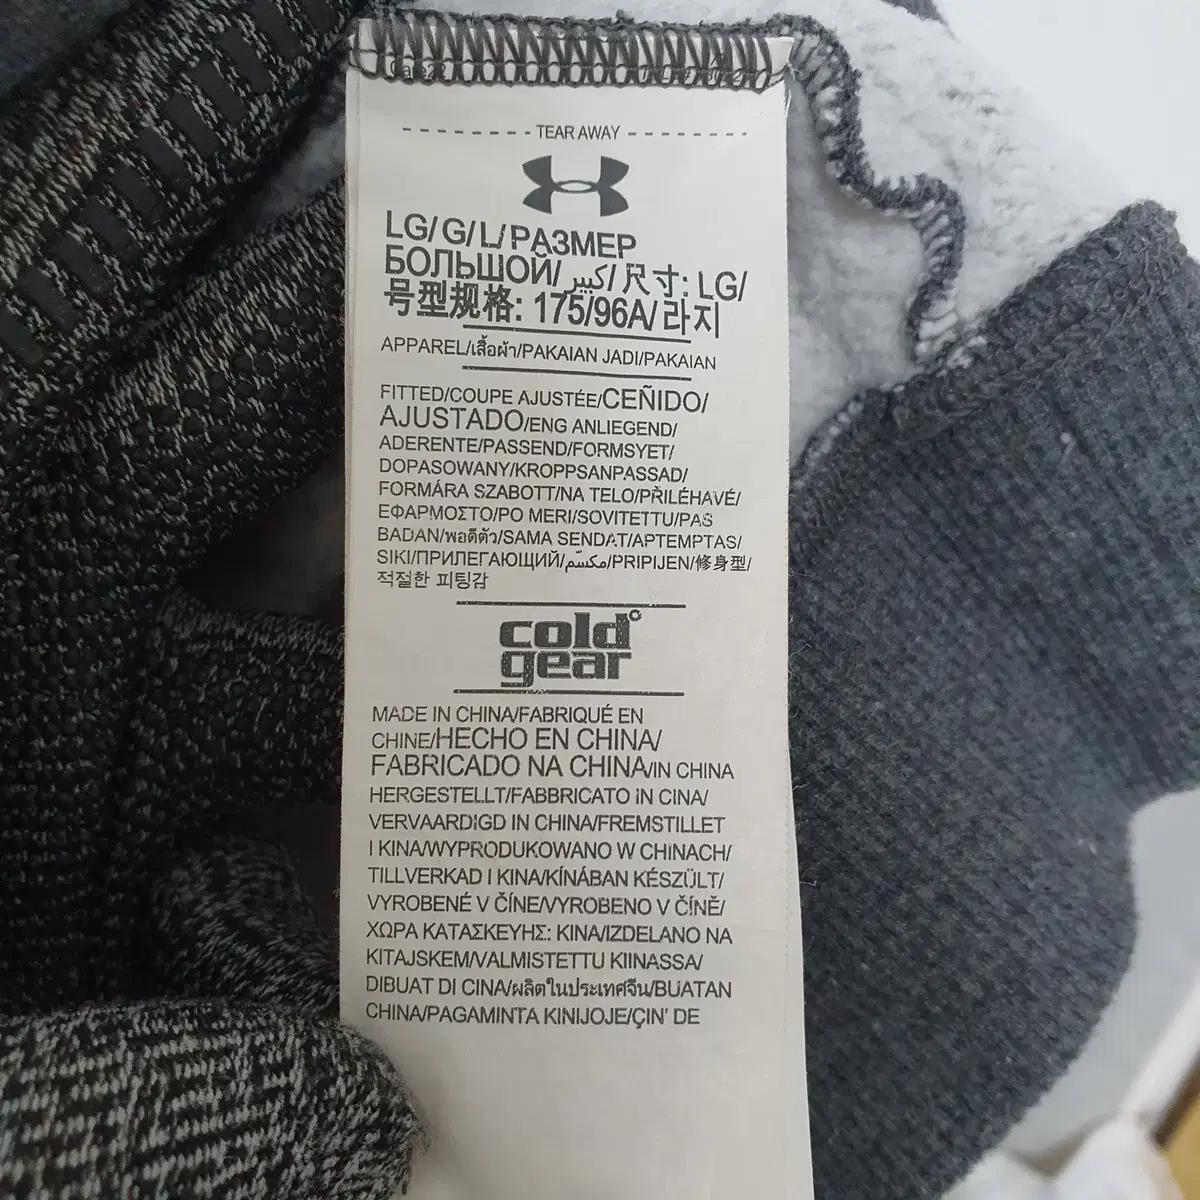 TEAR AWAY
LG/G/L/РАЗМЕР
БОЛЬШОЙ/كبير/尺寸: LG/
号型规格: 175/96A/라지
APPAREL/เสื้อผ้า/PAKAIAN JADI/PAKAIAN
FITTED/COUPE AJUSTÉE/CEÑIDO/
AJUSTADO/ENG ANLIEGEND/
ADERENTE/PASSEND/FORMSYET/
DOPASOWANY/KROPPSANPASSAD/
FORMÁRA SZABOTT/NA TELO/PŘILÉHAVÉ/
ΕΦΑΡΜΟΣΤΟ/PO MERI/SOVITETTU/PAS
BADAN/พอดีตัว/SAMA SENDAT/APTEMPTAS/
SIKI/ПРИЛЕГАЮЩИЙ/مكسّم/PRIPIJEN/修身型/
적절한 피팅감
cold
gear
MADE IN CHINA/FABRIQUÉ EN
CHINE/HECHO EN CHINA/
FABRICADO NA CHINA/IN CHINA
HERGESTELLT/FABBRICATO IN CINA/
VERVAARDIGD IN CHINA/FREMSTILLET
I KINA/WYPRODUKOWANO W CHINACH/
TILLVERKAD I KINA/KÍNÁBAN KÉSZÜLT/
VYROBENÉ V ČÍNE/VYROBENO V ČÍNĚ/
ΧΩΡΑ ΚΑΤΑΣΚΕΥΗΣ: KINA/IZDELANO NA
KITAJSKEM/VALMISTETTU KIINASSA/
DIBUAT DI CINA/ผลิตในประเทศจีน/BUATAN
CHINA/PAGAMINTA KINIJOJE/ÇIN' DE